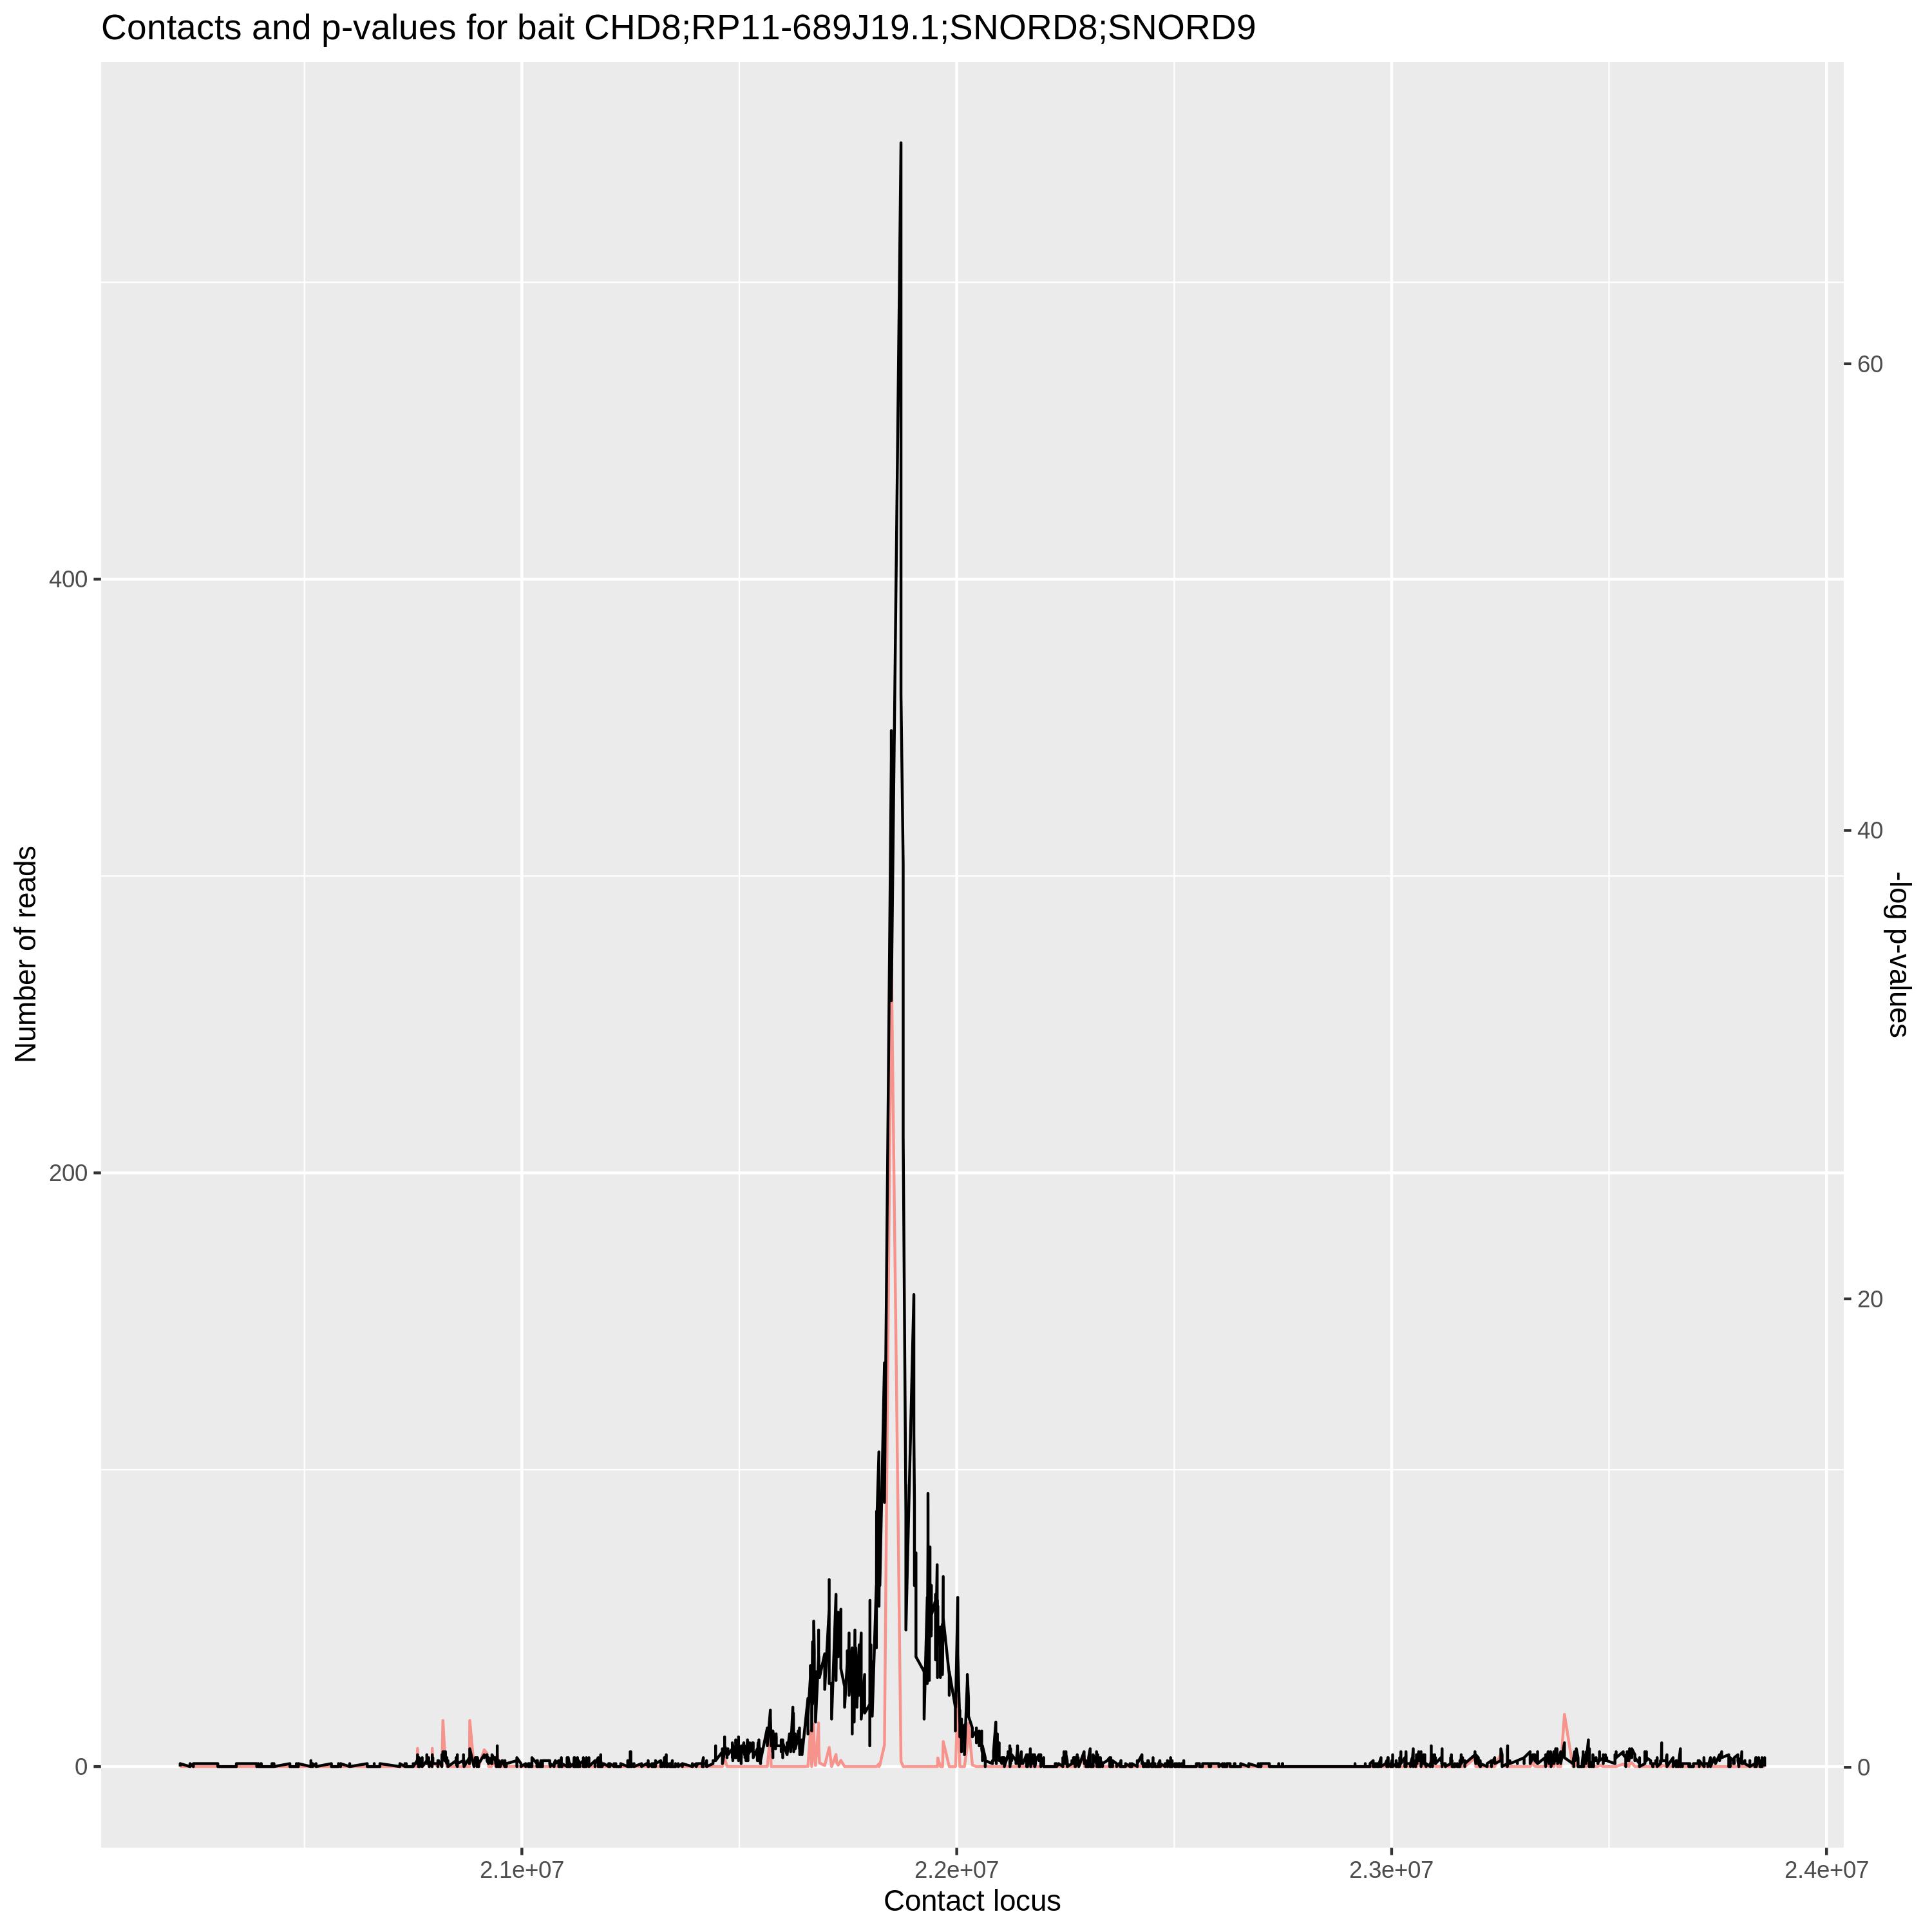 Contacts and p-values for bait CHD8;RP11-689J19.1;SNORD8;SNORD9
60
400
40
Number of reads
-log p-values
20
200
0
0
2.1e+07
2.2e+07
2.3e+07
2.4e+07
Contact locus